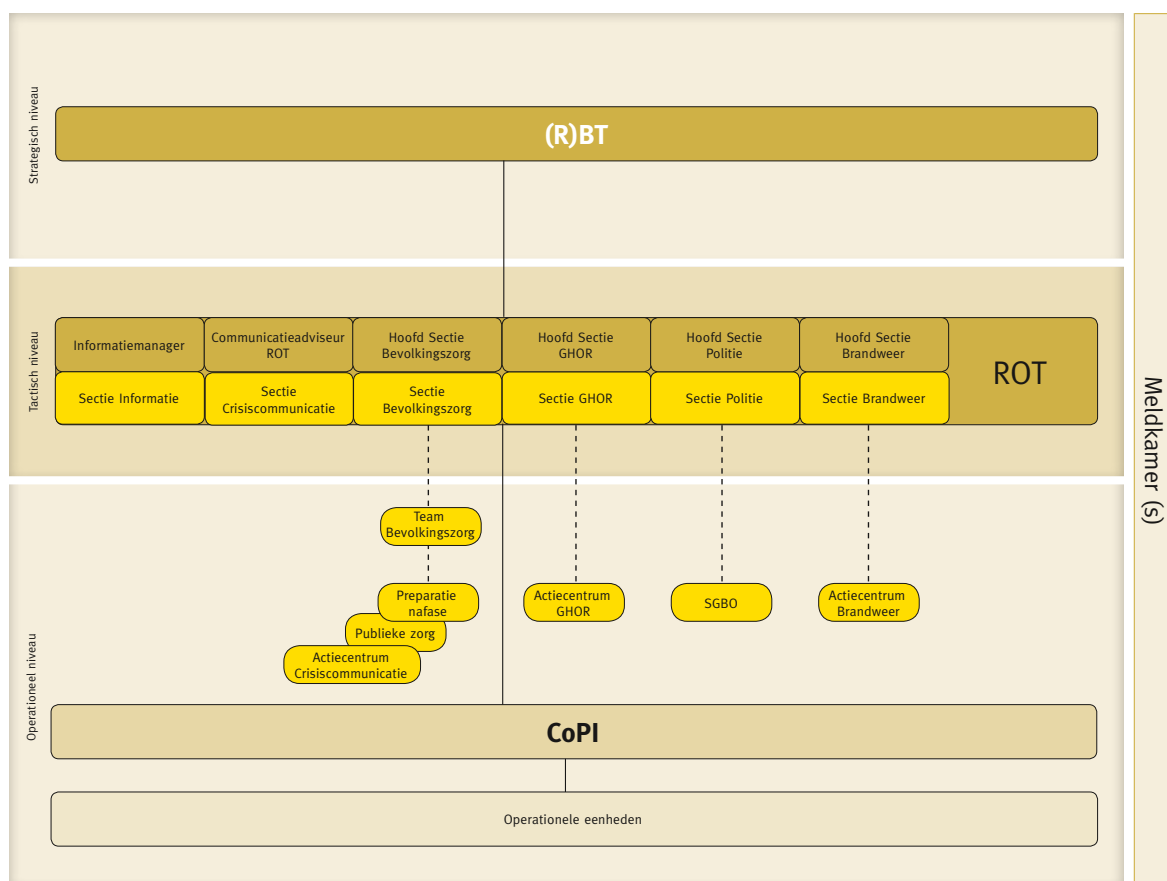 Strategisch niveau
(R)BT
Tactisch niveau
Informatiemanager
Communicatieadviseur
ROT
Hoofd Sectie
Bevolkingszorg
Hoofd Sectie
GHOR
Hoofd Sectie
Politie
Hoofd Sectie
Brandweer
ROT
Sectie Informatie
Sectie
Crisiscommunicatie
Sectie
Bevolkingszorg
Sectie GHOR
Sectie Politie
Sectie Brandweer
Operationeel niveau
Team
Bevolkingszorg
Preparatie
nafase
Publieke zorg
Actiecentrum
Crisiscommunicatie
Actiecentrum
GHOR
SGBO
Actiecentrum
Brandweer
CoPI
Operationele eenheden
Meldkamer (s)